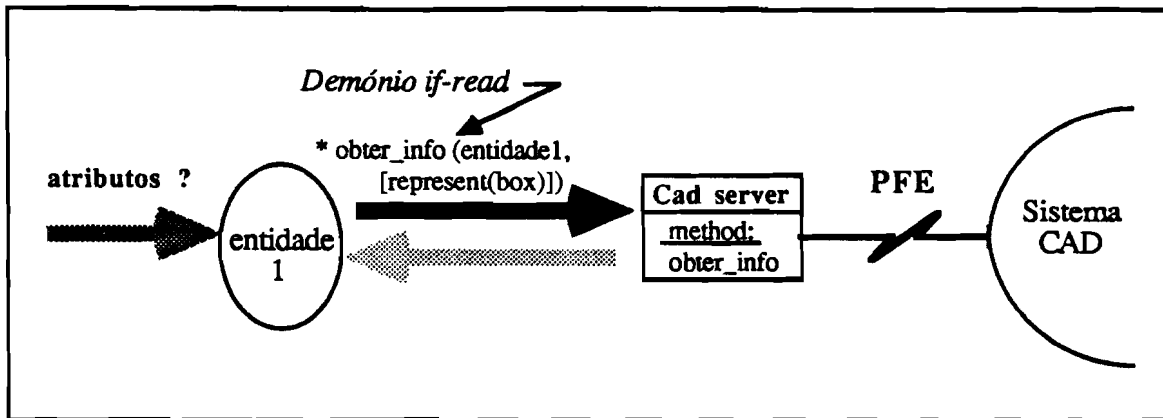 Demónio if-read
* obter_info (entidade1,
[represent(box)])
atributos ?
entidade
1
Cad server
method:
obter_info
PFE
Sistema
CAD